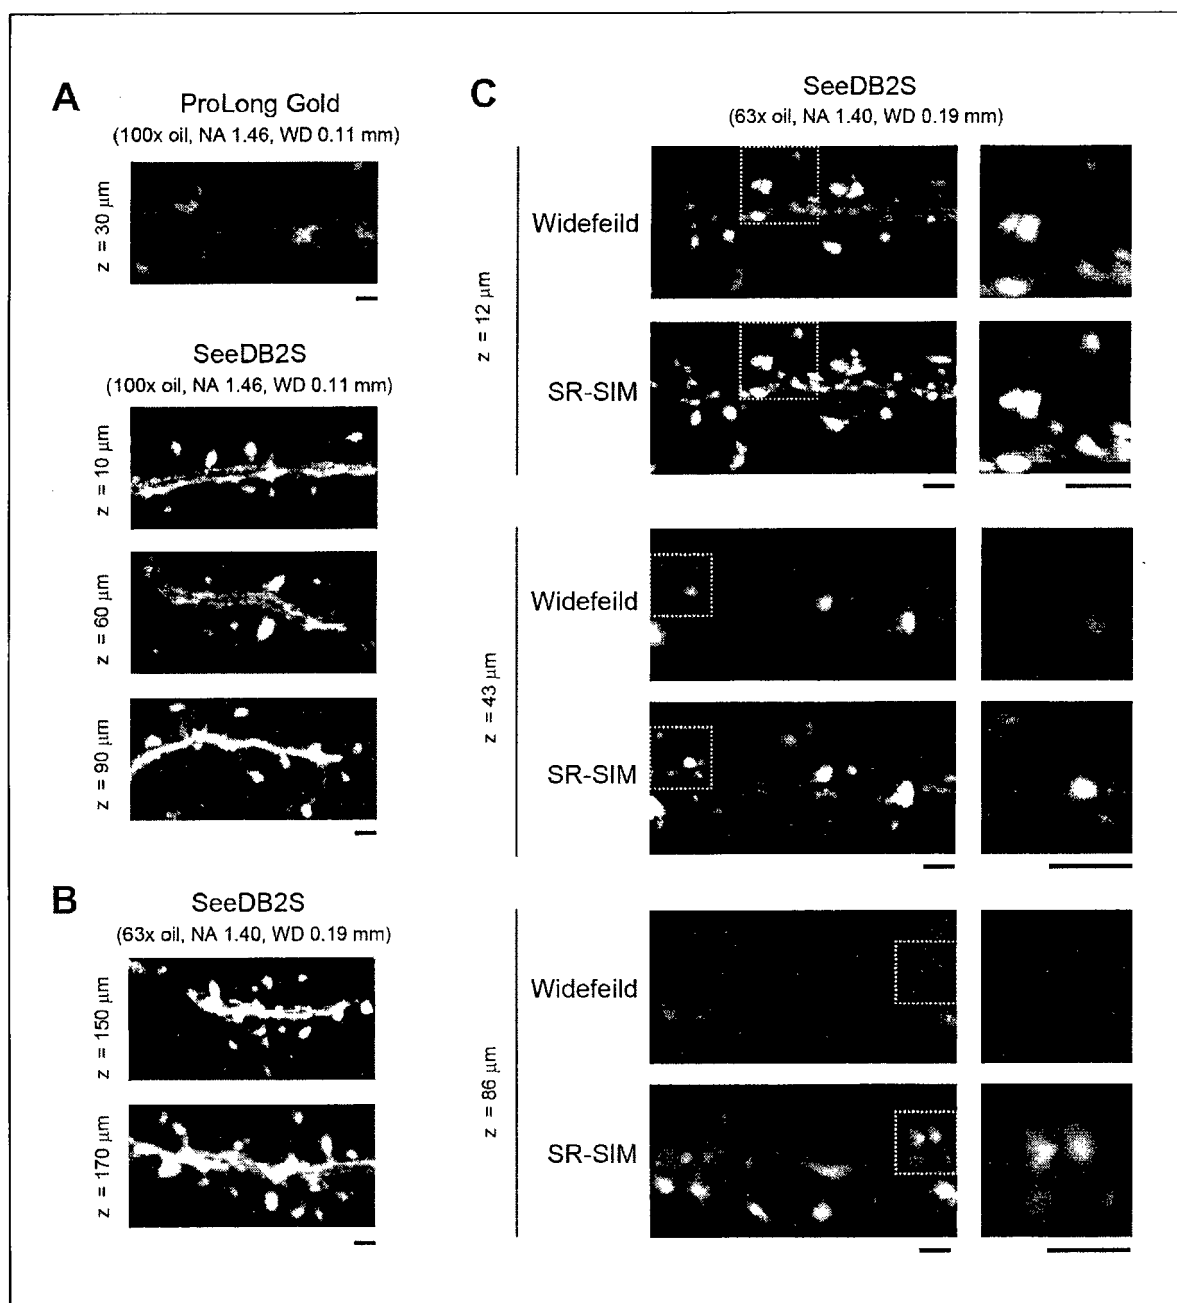 A
ProLong Gold
(100x oil, NA 1.46, WD 0.11 mm)
z = 30 μm
SeeDB2S
(100x oil, NA 1.46, WD 0.11 mm)
z = 10 μm
z = 60 μm
z = 90 μm
B
SeeDB2S
(63x oil, NA 1.40, WD 0.19 mm)
z = 150 μm
z = 170 μm
C
SeeDB2S
(63x oil, NA 1.40, WD 0.19 mm)
z = 12 μm
Widefeild
SR-SIM
z = 43 μm
Widefeild
SR-SIM
z = 86 μm
Widefeild
SR-SIM